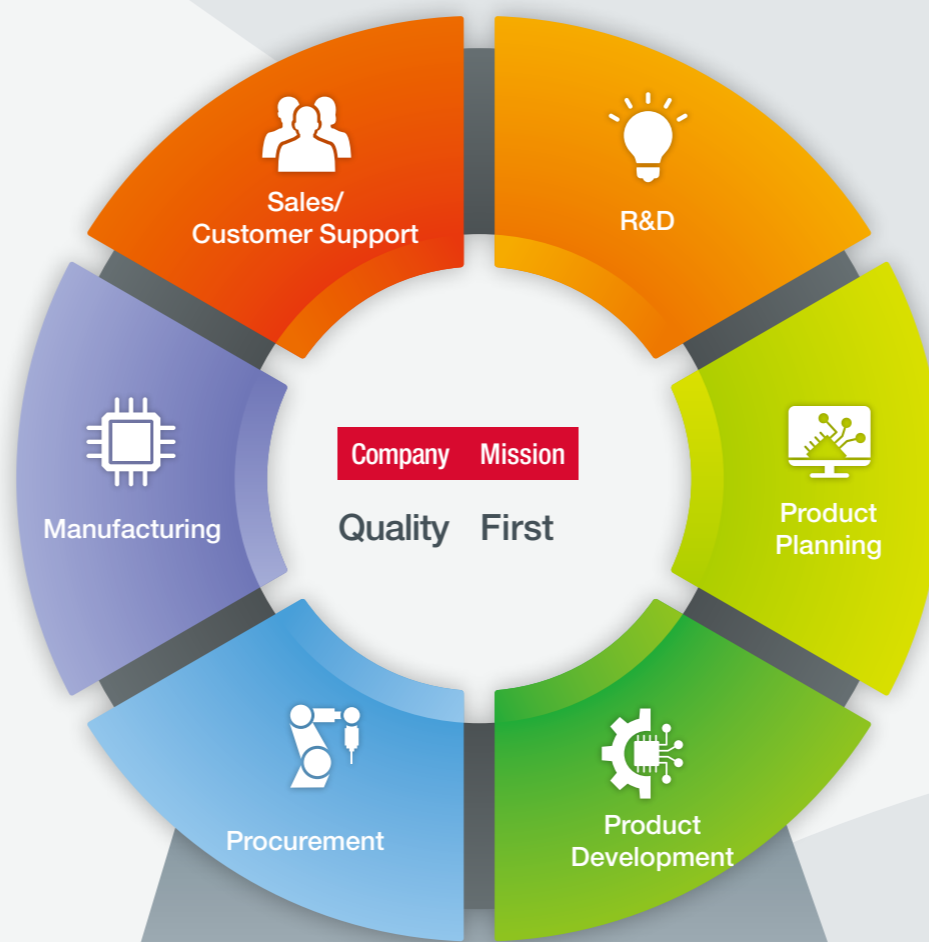 Sales/
Customer Support
R&D
Company Mission
Quality First
Manufacturing
Product
Planning
Procurement
Product
Development